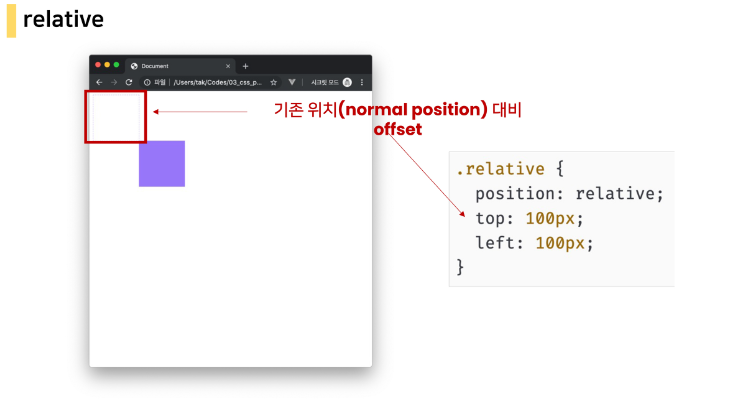 relative
Document
파일 | /Users/tak/Codes/03_css_p...
시크릿 모드
기존 위치(normal position) 대비
offset
.relative {
position: relative;
top: 100px;
left: 100px;
}